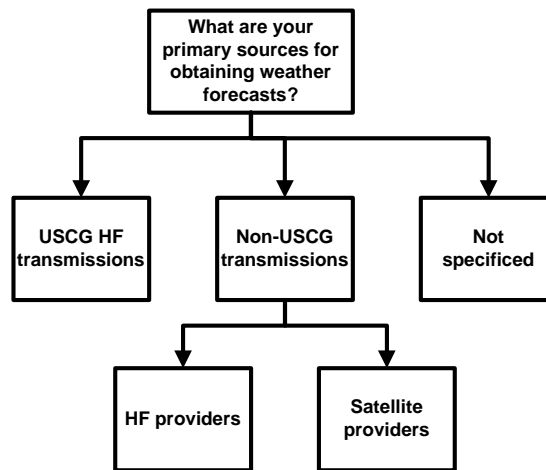 What are your
primary sources for
obtaining weather
forecasts?
USCG HF
transmissions
Non-USCG
transmissions
Not
specificed
HF providers
Satellite
providers